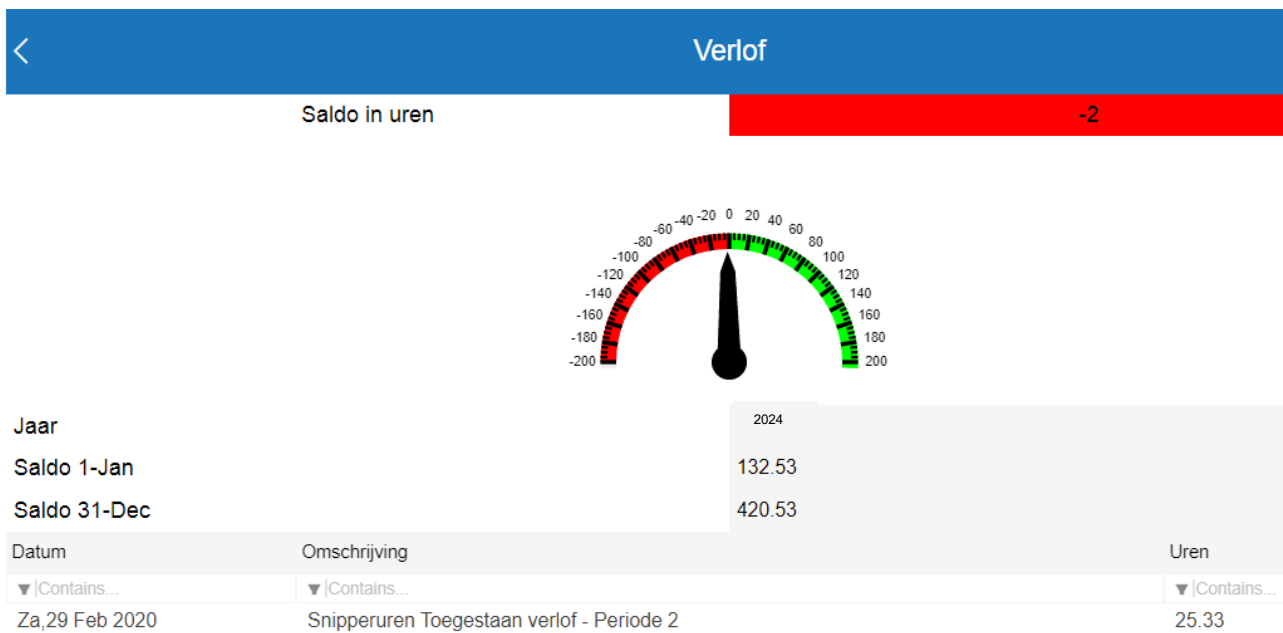 Verlof
Saldo in uren -2
-200 -180 -160 -140 -120 -100 -80 -60 -40 -20 0 20 40 60 80 100 120 140 160 180 200
Jaar 2024
Saldo 1-Jan 132.53
Saldo 31-Dec 420.53
Datum Omschrijving Uren
Contains... Contains... Contains...
Za,29 Feb 2020 Snipperuren Toegestaan verlof - Periode 2 25.33